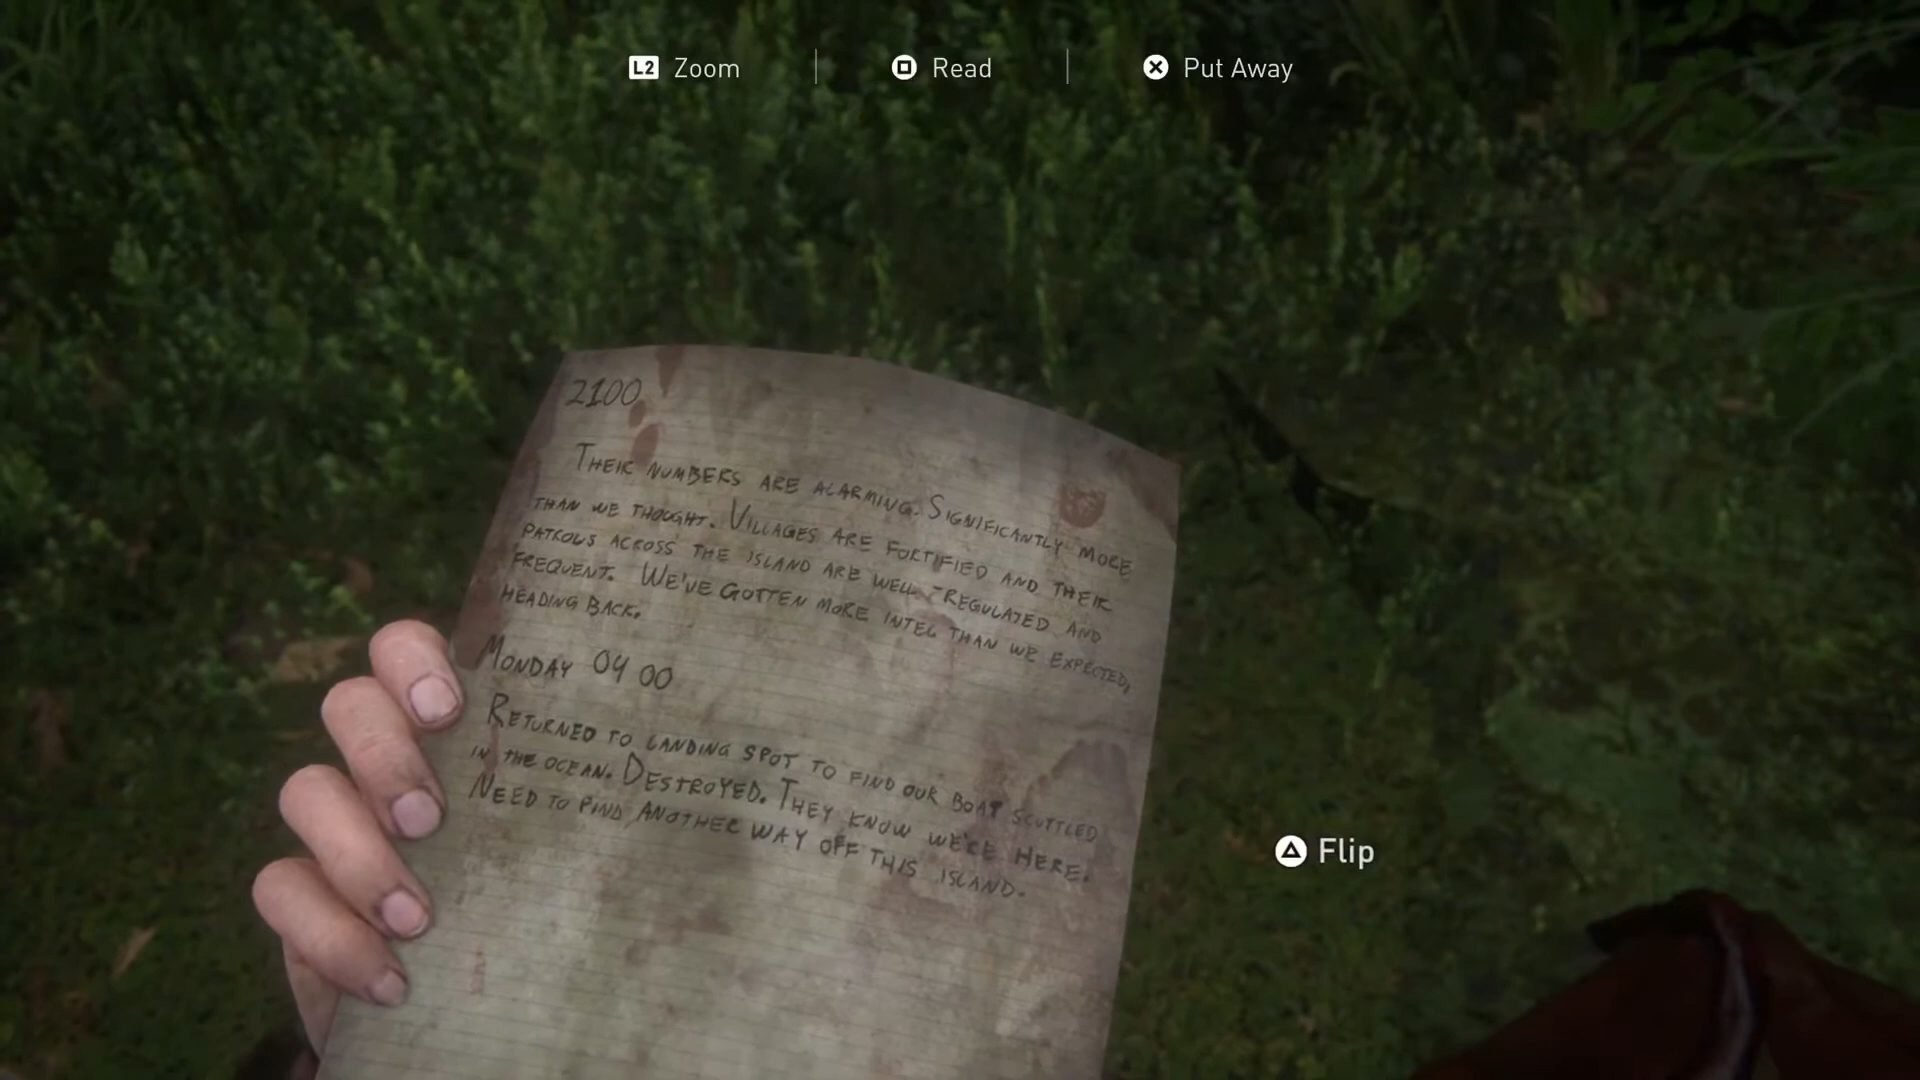 L2 Zoom | Read | Put Away
2100
Their numbers are alarming. Significantly more
than we thought. Villages are fortified and their
patrols across the island are well-regulated and
frequent. We've gotten more intel than we expected,
heading back.
Monday 04 00
Returned to landing spot to find our boat scuttled
in the ocean. Destroyed. They know we're here.
Need to find another way off this island.
Flip